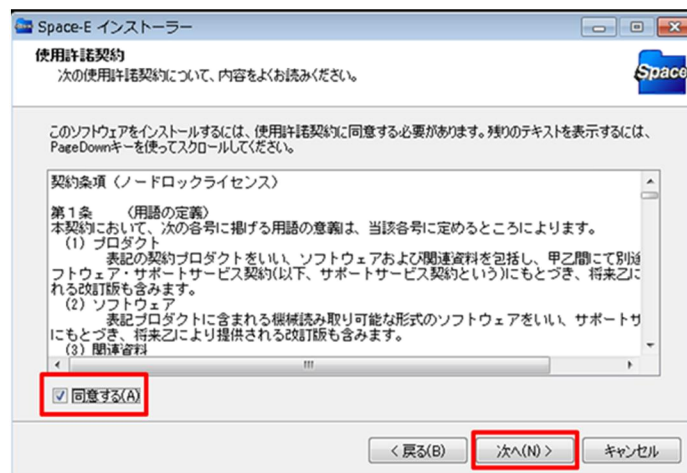 Space-E インストーラー
使用許諾契約
次の使用許諾契約について、内容をよくお読みください。
Space
このソフトウェアをインストールするには、使用許諾契約に同意する必要があります。残りのテキストを表示するには、
PageDownキーを使ってスクロールしてください。
契約条項（ノードロックライセンス）
第１条　　（用語の定義）
本契約において、次の各号に掲げる用語の意義は、当該各号に定めるところによります。
(1) プロダクト
表記の契約プロダクトをいい、ソフトウェアおよび関連資料を包括し、甲乙間にて別途
フトウェア・サポートサービス契約(以下、サポートサービス契約という)にもとづき、将来乙に
れる改訂版も含みます。
(2) ソフトウェア
表記プロダクトに含まれる機械読み取り可能な形式のソフトウェアをいい、サポートサ
にもとづき、将来乙により提供される改訂版も含みます。
(3) 関連資料
同意する(A)
< 戻る(B)
次へ(N) >
キャンセル